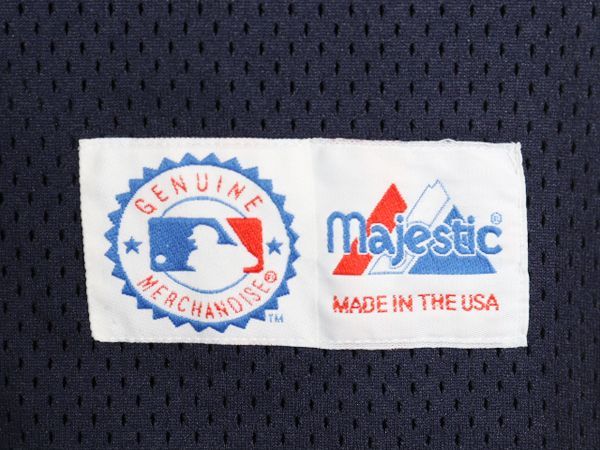 GENUINE
MERCHANDISE®
TM
Majestic®
MADE IN THE USA